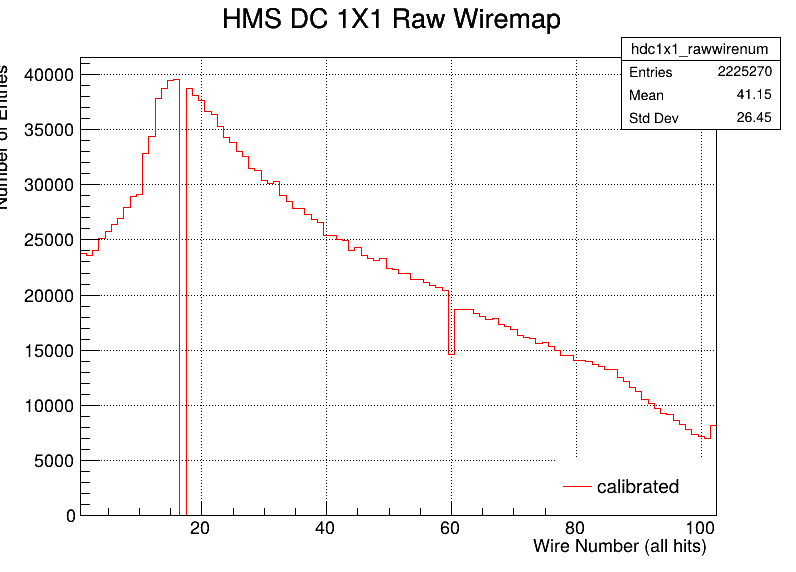 HMS DC 1X1 Raw Wiremap
hdc1x1_rawwirenum
Entries 2225270
Mean 41.15
Std Dev 26.45
Number of Entries
40000
35000
30000
25000
20000
15000
10000
5000
0
calibrated
20 40 60 80 100
Wire Number (all hits)